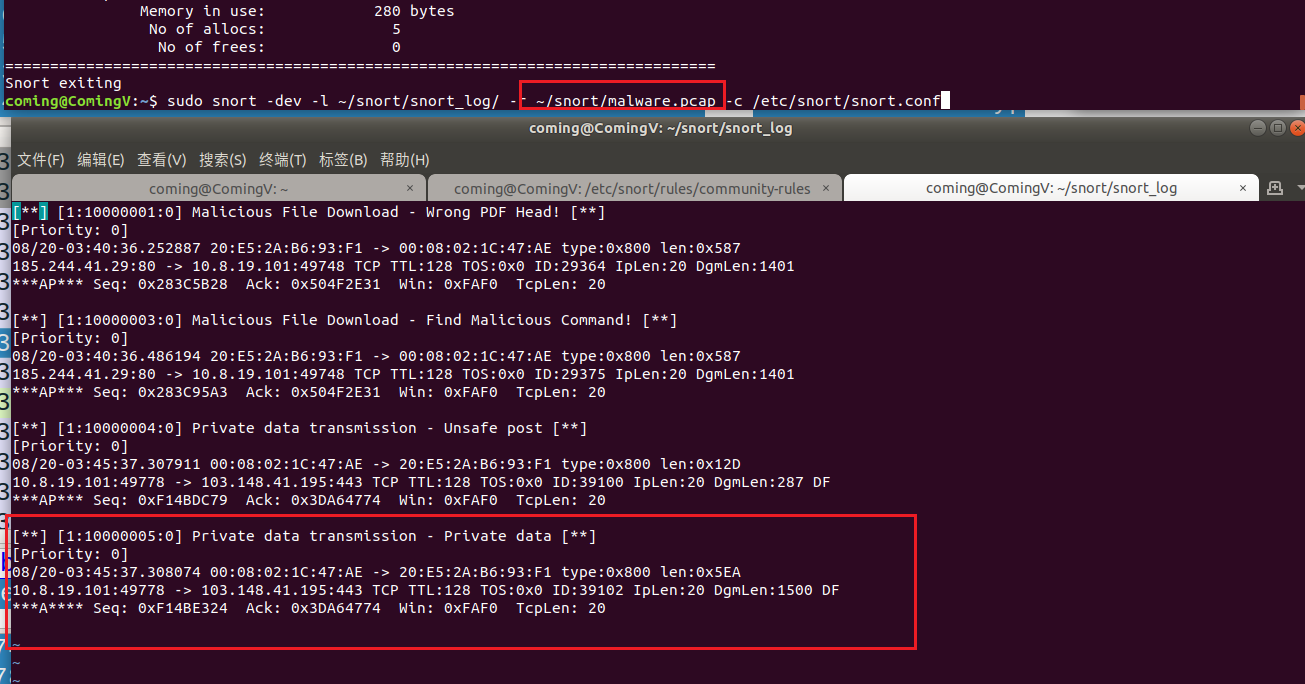 Memory in use: 280 bytes
No of allocs: 5
No of frees: 0
===============================================================================
Snort exiting
coming@ComingV:~$ sudo snort -dev -l ~/snort/snort_log/ -r ~/snort/malware.pcap -c /etc/snort/snort.conf
coming@ComingV: ~/snort/snort_log
文件(F) 编辑(E) 查看(V) 搜索(S) 终端(T) 标签(B) 帮助(H)
coming@ComingV: ~ × coming@ComingV: /etc/snort/rules/community-rules × coming@ComingV: ~/snort/snort_log ×
[**] [1:10000001:0] Malicious File Download - Wrong PDF Head! [**]
[Priority: 0]
08/20-03:40:36.252887 20:E5:2A:B6:93:F1 -> 00:08:02:1C:47:AE type:0x800 len:0x587
185.244.41.29:80 -> 10.8.19.101:49748 TCP TTL:128 TOS:0x0 ID:29364 IpLen:20 DgmLen:1401
***AP*** Seq: 0x283C5B28 Ack: 0x504F2E31 Win: 0xFAF0 TcpLen: 20
[**] [1:10000003:0] Malicious File Download - Find Malicious Command! [**]
[Priority: 0]
08/20-03:40:36.486194 20:E5:2A:B6:93:F1 -> 00:08:02:1C:47:AE type:0x800 len:0x587
185.244.41.29:80 -> 10.8.19.101:49748 TCP TTL:128 TOS:0x0 ID:29375 IpLen:20 DgmLen:1401
***AP*** Seq: 0x283C95A3 Ack: 0x504F2E31 Win: 0xFAF0 TcpLen: 20
[**] [1:10000004:0] Private data transmission - Unsafe post [**]
[Priority: 0]
08/20-03:45:37.307911 00:08:02:1C:47:AE -> 20:E5:2A:B6:93:F1 type:0x800 len:0x12D
10.8.19.101:49778 -> 103.148.41.195:443 TCP TTL:128 TOS:0x0 ID:39100 IpLen:20 DgmLen:287 DF
***AP*** Seq: 0xF14BDC79 Ack: 0x3DA64774 Win: 0xFAF0 TcpLen: 20
[**] [1:10000005:0] Private data transmission - Private data [**]
[Priority: 0]
08/20-03:45:37.308074 00:08:02:1C:47:AE -> 20:E5:2A:B6:93:F1 type:0x800 len:0x5EA
10.8.19.101:49778 -> 103.148.41.195:443 TCP TTL:128 TOS:0x0 ID:39102 IpLen:20 DgmLen:1500 DF
***A**** Seq: 0xF14BE324 Ack: 0x3DA64774 Win: 0xFAF0 TcpLen: 20
~
~
~